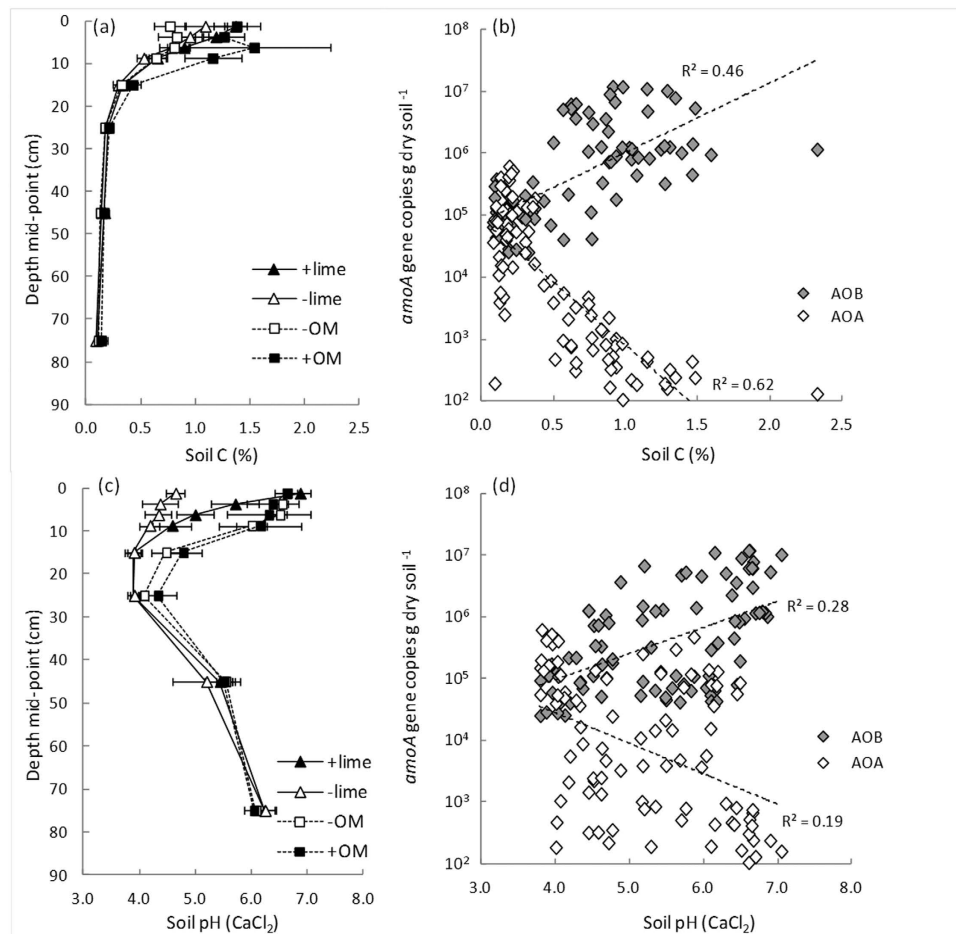 (a)
0
10
20
30
40
50
60
70
80
90
Depth mid-point (cm)
0.0 0.5 1.0 1.5 2.0 2.5
Soil C (%)
+lime
-lime
-OM
+OM
(b)
10⁸
10⁷
10⁶
10⁵
10⁴
10³
10²
amoA gene copies g dry soil ⁻¹
R² = 0.46
AOB
AOA
R² = 0.62
0.0 0.5 1.0 1.5 2.0 2.5
Soil C (%)
(c)
0
10
20
30
40
50
60
70
80
90
Depth mid-point (cm)
3.0 4.0 5.0 6.0 7.0 8.0
Soil pH (CaCl₂)
+lime
-lime
-OM
+OM
(d)
10⁸
10⁷
10⁶
10⁵
10⁴
10³
10²
amoA gene copies g dry soil ⁻¹
R² = 0.28
AOB
AOA
R² = 0.19
3.0 4.0 5.0 6.0 7.0 8.0
Soil pH (CaCl₂)